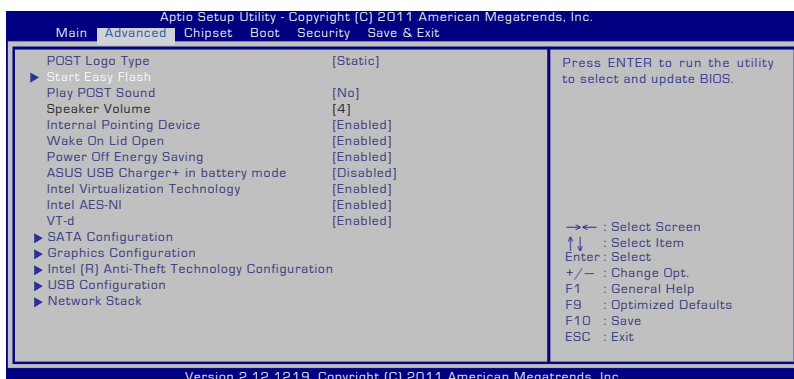 Aptio Setup Utility - Copyright (C) 2011 American Megatrends, Inc.
Main Advanced Chipset Boot Security Save & Exit
POST Logo Type [Static]
Start Easy Flash
Play POST Sound [No]
Speaker Volume [4]
Internal Pointing Device [Enabled]
Wake On Lid Open [Enabled]
Power Off Energy Saving [Enabled]
ASUS USB Charger+ in battery mode [Disabled]
Intel Virtualization Technology [Enabled]
Intel AES-NI [Enabled]
VT-d [Enabled]
SATA Configuration
Graphics Configuration
Intel (R) Anti-Theft Technology Configuration
USB Configuration
Network Stack
Press ENTER to run the utility
to select and update BIOS.
→← : Select Screen
↑↓ : Select Item
Enter : Select
+/— : Change Opt.
F1 : General Help
F9 : Optimized Defaults
F10 : Save
ESC : Exit
Version 2.12.1219. Copyright (C) 2011 American Megatrends, Inc.